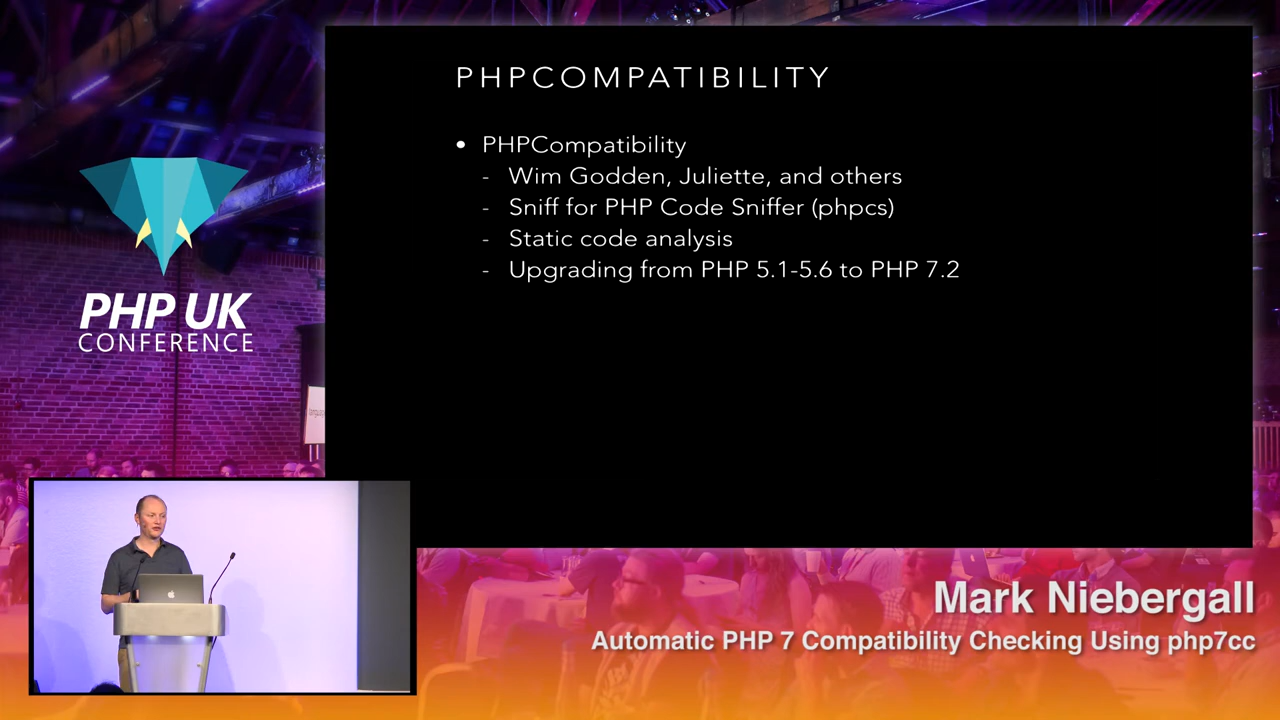 PHPCOMPATIBILITY
• PHPCompatibility
- Wim Godden, Juliette, and others
- Sniff for PHP Code Sniffer (phpcs)
- Static code analysis
- Upgrading from PHP 5.1-5.6 to PHP 7.2
PHP UK
CONFERENCE
Mark Niebergall
Automatic PHP 7 Compatibility Checking Using php7cc